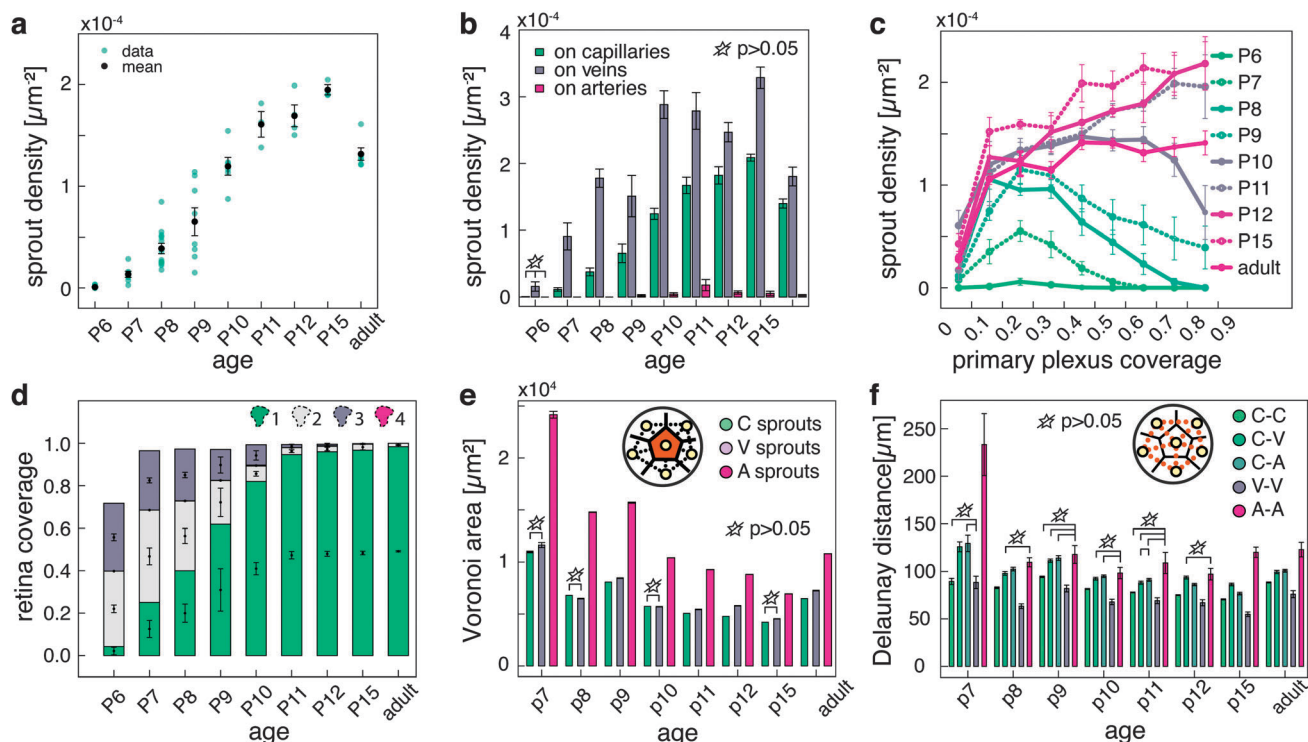 a
x10⁻⁴
data
mean
sprout density [µm⁻²]
2
1
0
P6
P7
P8
P9
P10
P11
P12
P15
adult
age
b
x10⁻⁴
on capillaries
on veins
on arteries
p>0.05
sprout density [µm⁻²]
4
3
2
1
0
P6
P7
P8
P9
P10
P11
P12
P15
age
c
x10⁻⁴
sprout density [µm⁻²]
2
1
0
P6
P7
P8
P9
P10
P11
P12
P15
adult
0
0.1
0.2
0.3
0.4
0.5
0.6
0.7
0.8
0.9
primary plexus coverage
d
1
2
3
4
retina coverage
1.0
0.8
0.6
0.4
0.2
0.0
P6
P7
P8
P9
P10
P11
P12
P15
adult
age
e
x10⁴
C sprouts
V sprouts
A sprouts
p>0.05
Voronoi area [µm²]
2
1
0
p7
p8
p9
p10
p11
p12
p15
adult
age
f
p>0.05
C-C
C-V
C-A
V-V
A-A
Delaunay distance[µm]
250
200
150
100
50
0
p7
p8
p9
p10
p11
p12
p15
adult
age